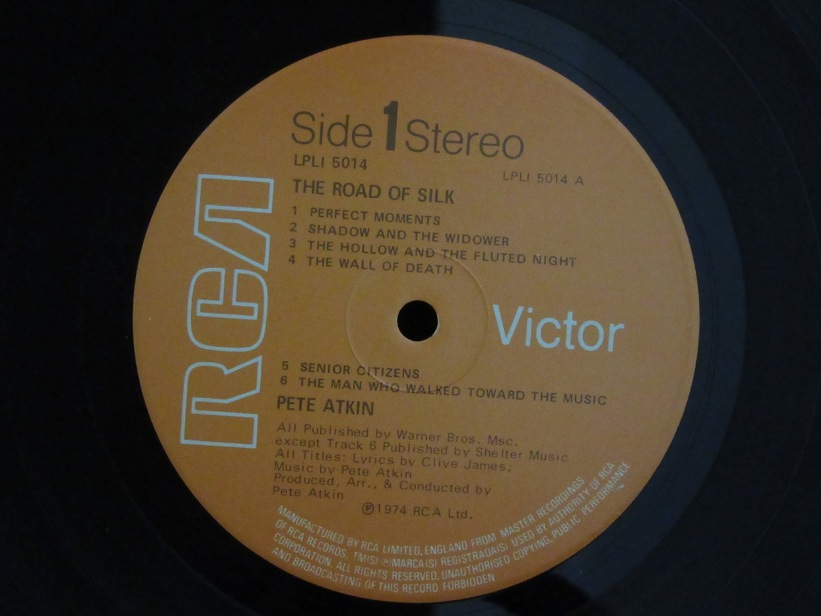 Side 1 Stereo
LPLI 5014
LPLI 5014 A
THE ROAD OF SILK
1 PERFECT MOMENTS
2 SHADOW AND THE WIDOWER
3 THE HOLLOW AND THE FLUTED NIGHT
4 THE WALL OF DEATH
RCA
Victor
5 SENIOR CITIZENS
6 THE MAN WHO WALKED TOWARD THE MUSIC
PETE ATKIN
All Published by Warner Bros. Msc.
except Track 6 Published by Shelter Music
All Titles; Lyrics by Clive James;
Music by Pete Atkin
Produced, Arr., & Conducted by
Pete Atkin
℗1974 RCA Ltd.
MANUFACTURED BY RCA LIMITED, ENGLAND FROM MASTER RECORDINGS
OF RCA RECORDS. TM(S) ® MARCA(S) REGISTRADA(S) USED BY AUTHORITY OF RCA
CORPORATION. ALL RIGHTS RESERVED. UNAUTHORISED COPYING, PUBLIC PERFORMANCE
AND BROADCASTING OF THIS RECORD FORBIDDEN